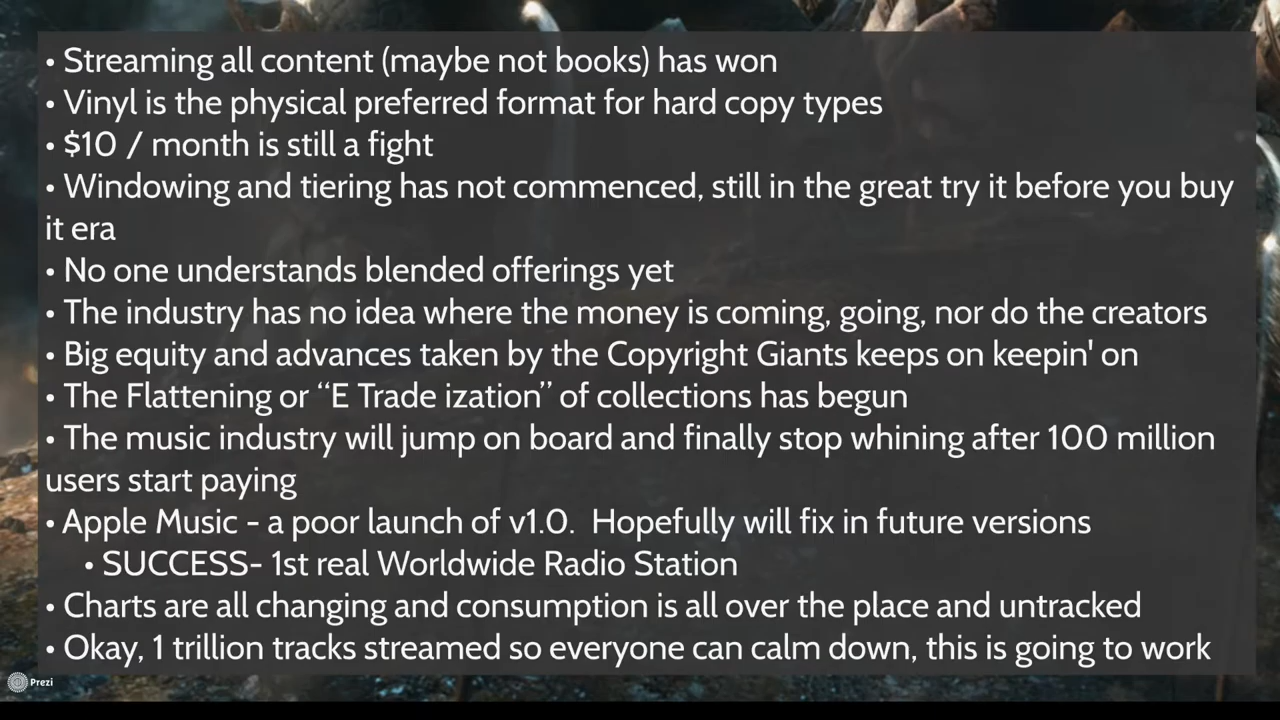 • Streaming all content (maybe not books) has won
• Vinyl is the physical preferred format for hard copy types
• $10 / month is still a fight
• Windowing and tiering has not commenced, still in the great try it before you buy
it era
• No one understands blended offerings yet
• The industry has no idea where the money is coming, going, nor do the creators
• Big equity and advances taken by the Copyright Giants keeps on keepin' on
• The Flattening or “E Trade ization” of collections has begun
• The music industry will jump on board and finally stop whining after 100 million
users start paying
• Apple Music - a poor launch of v1.0.  Hopefully will fix in future versions
• SUCCESS- 1st real Worldwide Radio Station
• Charts are all changing and consumption is all over the place and untracked
• Okay, 1 trillion tracks streamed so everyone can calm down, this is going to work
Prezi